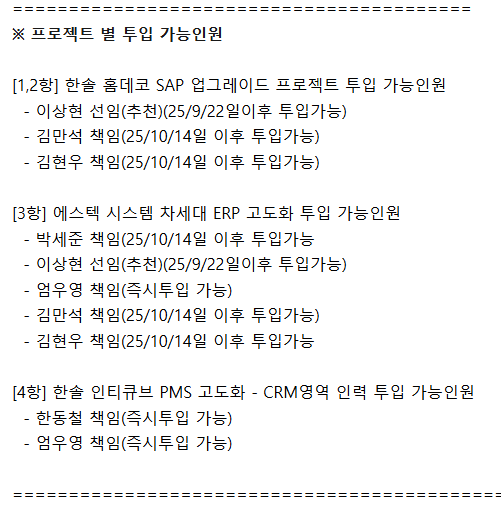 =========================================
※ 프로젝트 별 투입 가능인원
[1,2항] 한솔 홈데코 SAP 업그레이드 프로젝트 투입 가능인원
- 이상현 선임(추천)(25/9/22일이후 투입가능)
- 김만석 책임(25/10/14일 이후 투입가능)
- 김현우 책임(25/10/14일 이후 투입가능)
[3항] 에스텍 시스템 차세대 ERP 고도화 투입 가능인원
- 박세준 책임(25/10/14일 이후 투입가능
- 이상현 선임(추천)(25/9/22일이후 투입가능)
- 엄우영 책임(즉시투입 가능)
- 김만석 책임(25/10/14일 이후 투입가능)
- 김현우 책임(25/10/14일 이후 투입가능
[4항] 한솔 인티큐브 PMS 고도화 - CRM영역 인력 투입 가능인원
- 한동철 책임(즉시투입 가능)
- 엄우영 책임(즉시투입 가능)
============================================